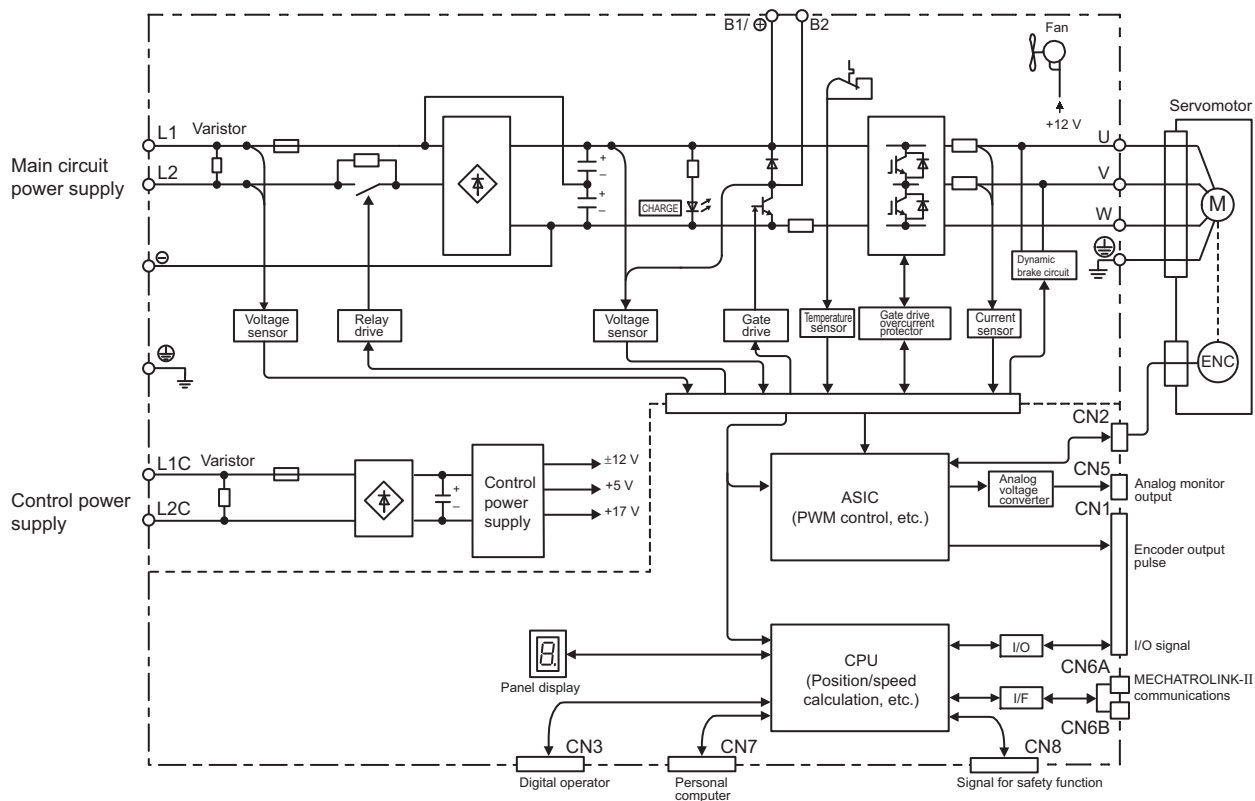 B1/ ⊕
B2
Fan
+12 V
Servomotor
Main circuit
power supply
L1
Varistor
L2
+
–
+
–
CHARGE
U
V
W
M
⊖
Dynamic
brake circuit
Voltage
sensor
Relay
drive
Voltage
sensor
Gate
drive
Temperature
sensor
Gate drive
overcurrent
protector
Current
sensor
ENC
CN2
Control power
supply
L1C
Varistor
L2C
+
–
Control
power
supply
±12 V
+5 V
+17 V
ASIC
(PWM control, etc.)
Analog
voltage
converter
CN5
Analog monitor
output
CN1
Encoder output
pulse
Panel display
8.
CPU
(Position/speed
calculation, etc.)
I/O
I/O signal
I/F
CN6A
MECHATROLINK-II
communications
CN6B
CN3
Digital operator
CN7
Personal
computer
CN8
Signal for safety function